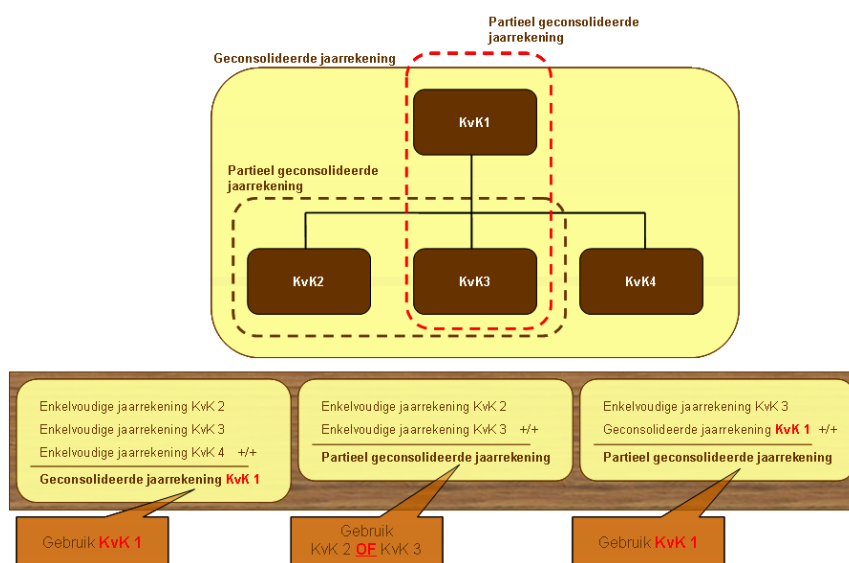 Partieel geconsolideerde
jaarrekening
Geconsolideerde jaarrekening
KvK1
Partieel geconsolideerde
jaarrekening
KvK2
KvK3
KvK4
Enkelvoudige jaarrekening KvK 2
Enkelvoudige jaarrekening KvK 3
Enkelvoudige jaarrekening KvK 4 +/+
Geconsolideerde jaarrekening KvK 1
Enkelvoudige jaarrekening KvK 2
Enkelvoudige jaarrekening KvK 3 +/+
Partieel geconsolideerde jaarrekening
Enkelvoudige jaarrekening KvK 3
Geconsolideerde jaarrekening KvK 1 +/+
Partieel geconsolideerde jaarrekening
Gebruik KvK 1
Gebruik
KvK 2 OF KvK 3
Gebruik KvK 1